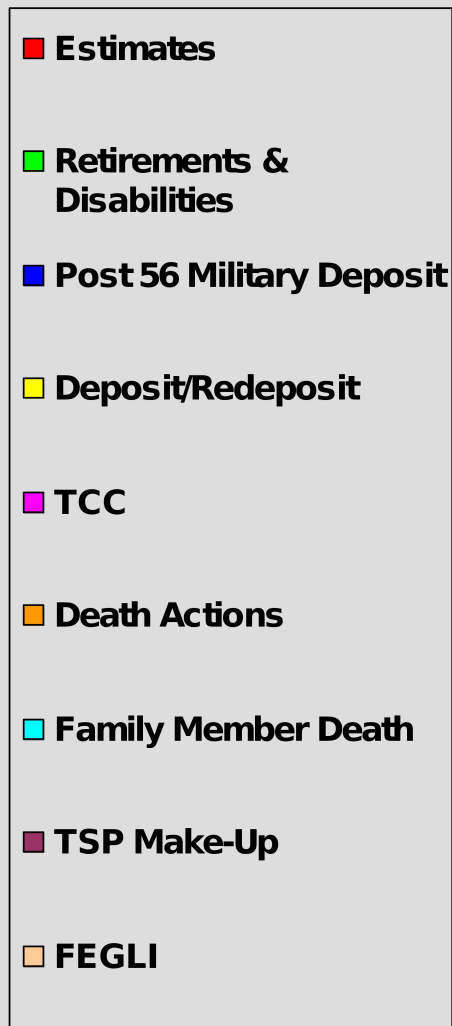 Estimates
Retirements &
Disabilities
Post 56 Military Deposit
Deposit/Redeposit
TCC
Death Actions
Family Member Death
TSP Make-Up
FEGLI